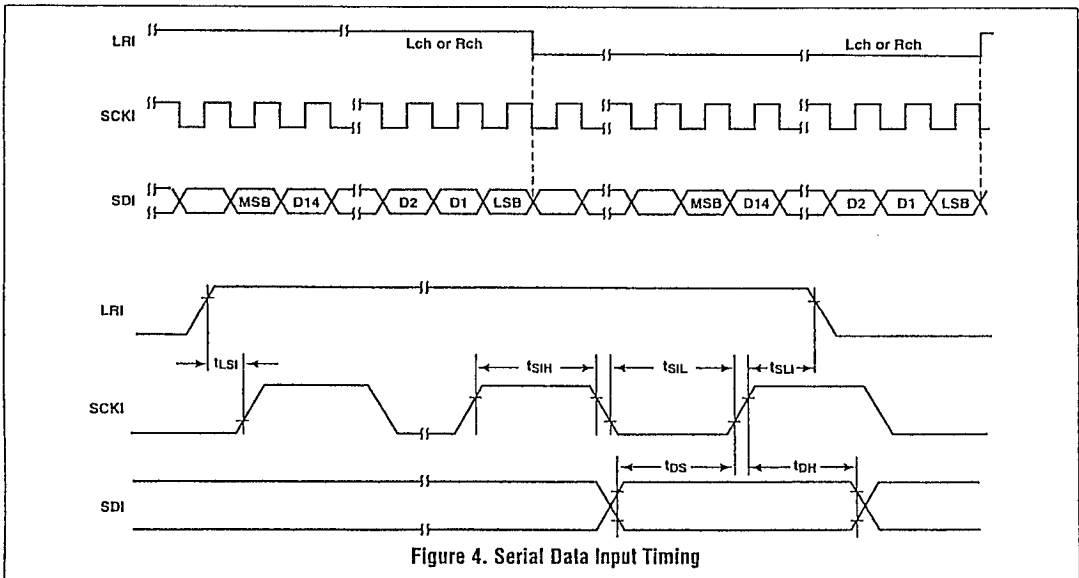 LRI
Lch or Rch
Lch or Rch
SCKI
SDI
MSB
D14
D2
D1
LSB
MSB
D14
D2
D1
LSB
LRI
tLSI
tSIH
tSIL
tSLI
SCKI
tDS
tDH
SDI
Figure 4. Serial Data Input Timing